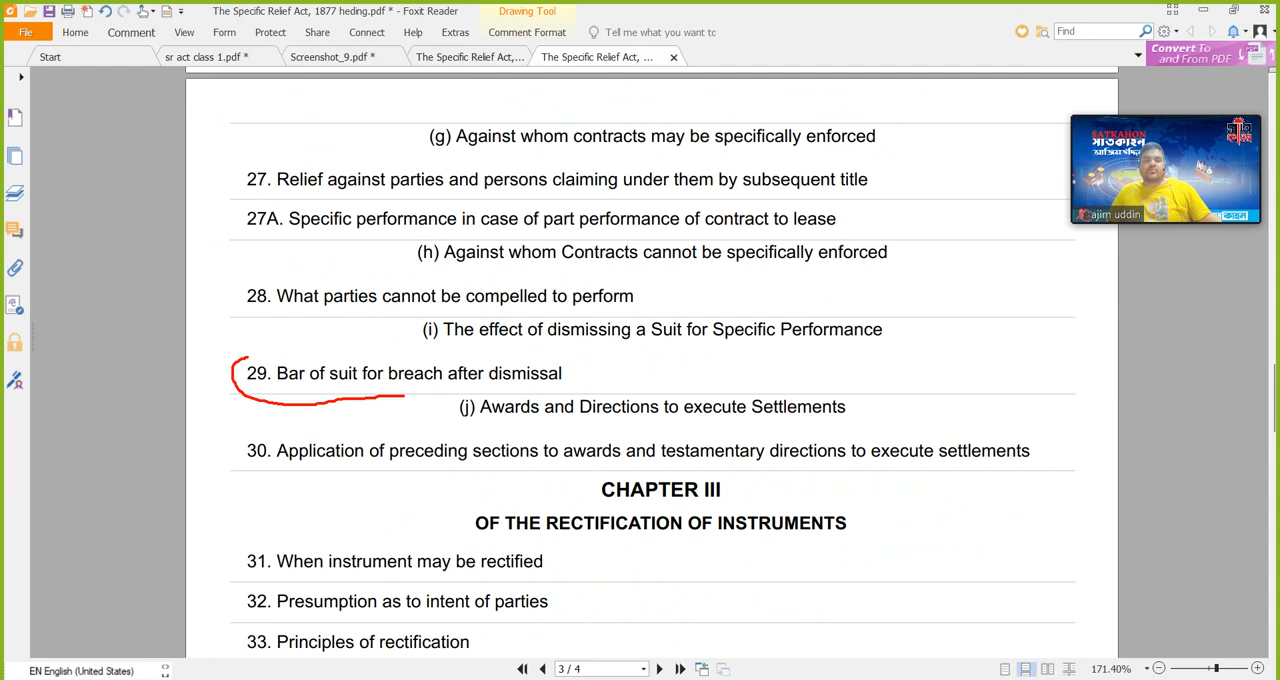 The Specific Relief Act, 1877 heding.pdf * - Foxit Reader
Drawing Tool
File Home Comment View Form Protect Share Connect Help Extras Comment Format Tell me what you want to Find
Start sr act class 1.pdf * Screenshot_9.pdf * The Specific Relief Act,... The Specific Relief Act, ...
Convert To
and From PDF
(g) Against whom contracts may be specifically enforced
27. Relief against parties and persons claiming under them by subsequent title
27A. Specific performance in case of part performance of contract to lease
(h) Against whom Contracts cannot be specifically enforced
28. What parties cannot be compelled to perform
(i) The effect of dismissing a Suit for Specific Performance
29. Bar of suit for breach after dismissal
(j) Awards and Directions to execute Settlements
30. Application of preceding sections to awards and testamentary directions to execute settlements
CHAPTER III
OF THE RECTIFICATION OF INSTRUMENTS
31. When instrument may be rectified
32. Presumption as to intent of parties
33. Principles of rectification
SATKAHON
সাতকাহন
ajim uddin
কাহন
EN English (United States)
3 / 4
171.40%